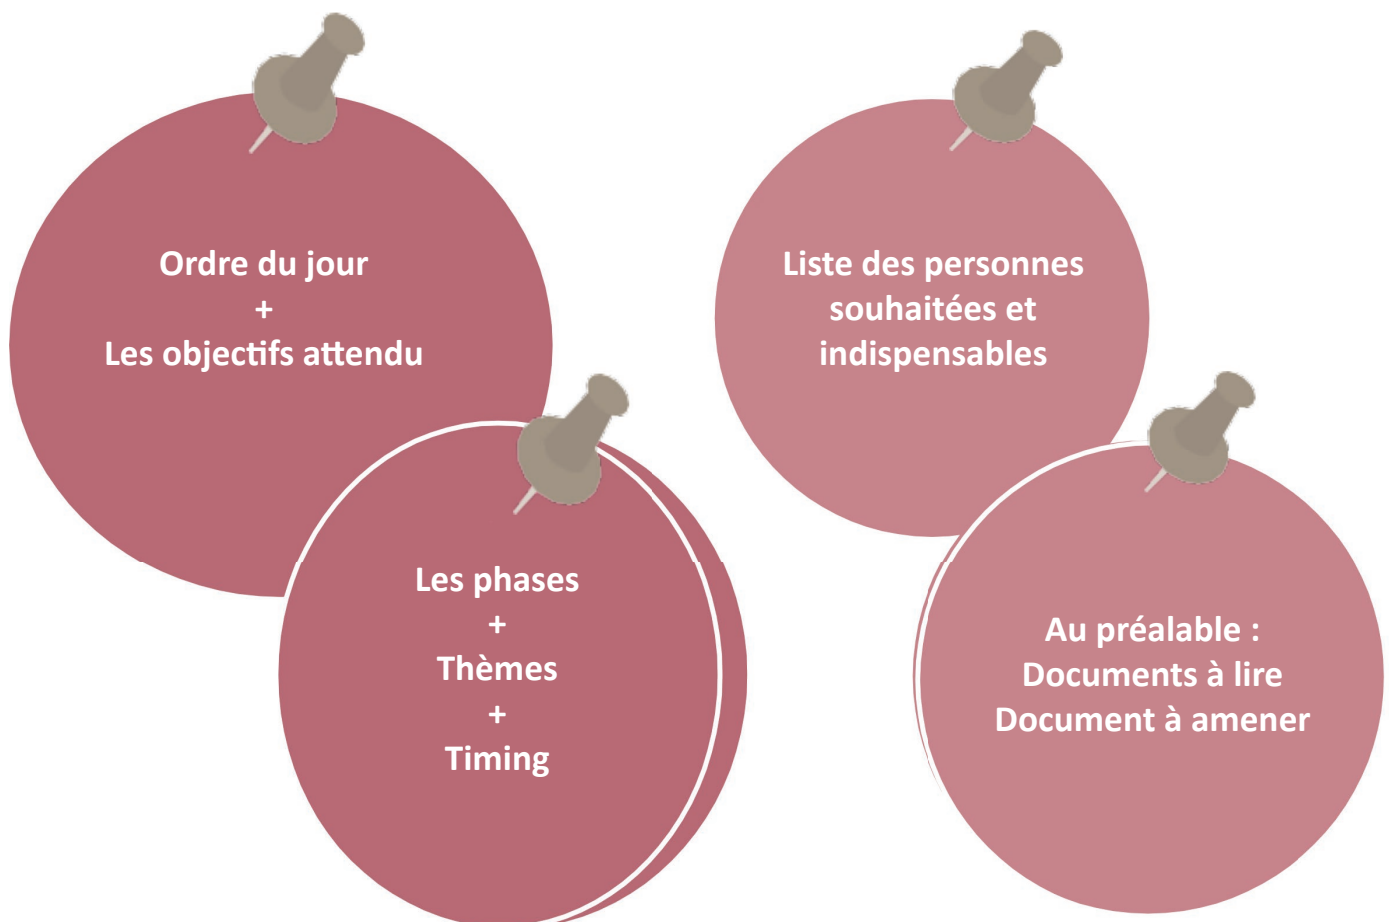 Ordre du jour
+
Les objectifs attendu
Liste des personnes
souhaitées et
indispensables
Les phases
+
Thèmes
+
Timing
Au préalable :
Documents à lire
Document à amener